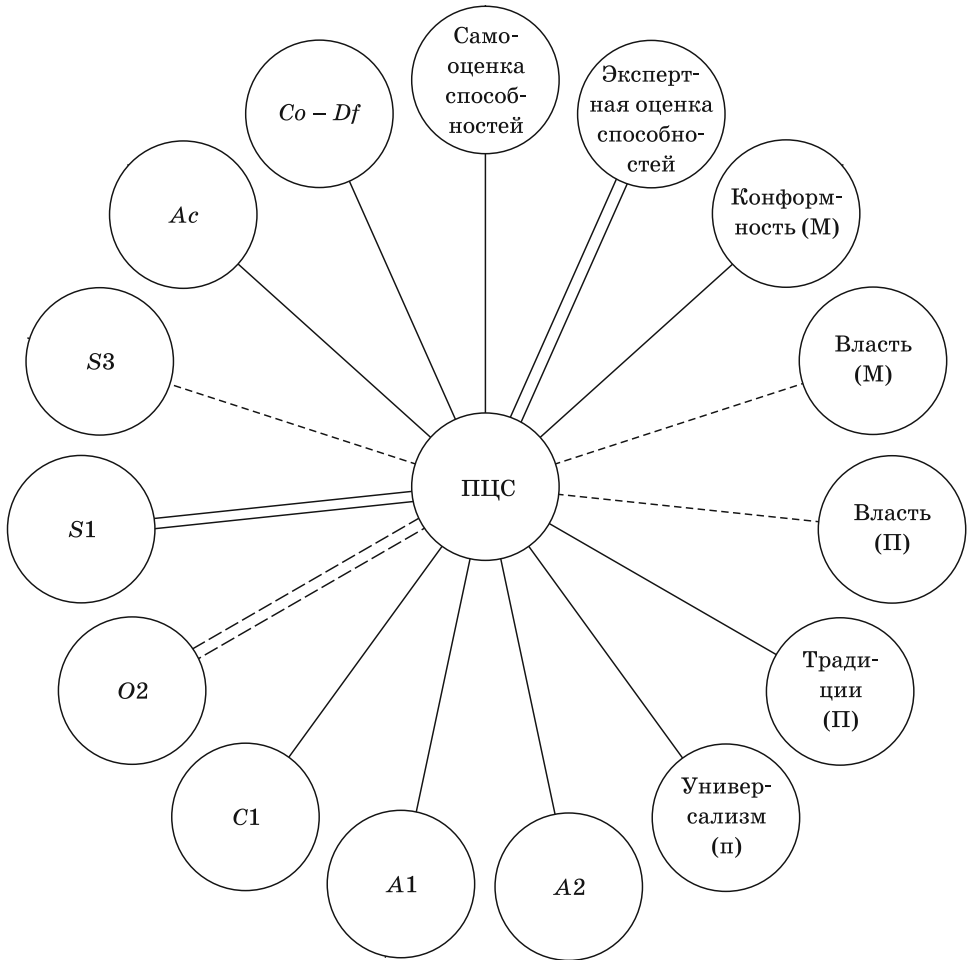 Само-
оценка
способ-
ностей
Эксперт-
ная оценка
способно-
стей
Конформ-
ность (М)
Власть
(М)
Власть
(П)
Тради-
ции
(П)
Универ-
сализм
(п)
A2
A1
C1
O2
S1
S3
Ac
Co – Df
ПЦС